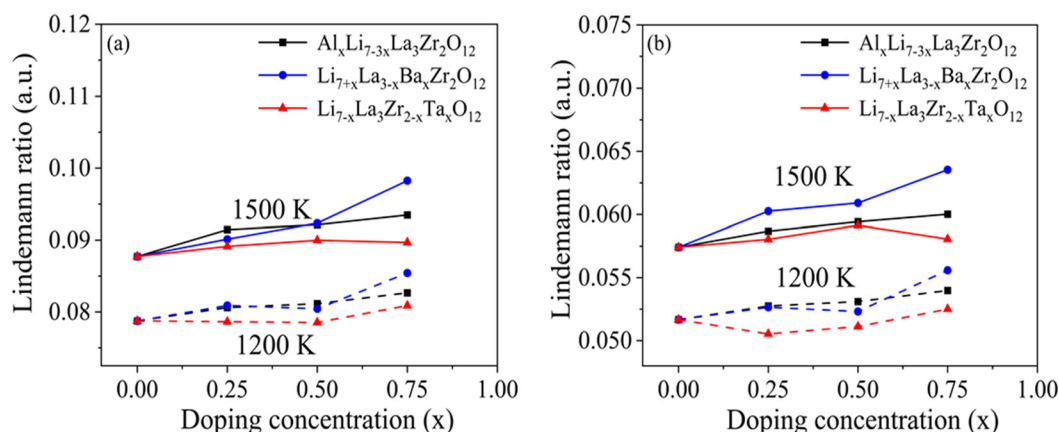 (a)
Al₍ₓ₎Li₇₋₃ₓLa₃Zr₂O₁₂
Li₇₊ₓLa₃₋ₓBaₓZr₂O₁₂
Li₇₋ₓLa₃Zr₂₋ₓTaₓO₁₂
1500 K
1200 K
0.12
0.11
0.10
0.09
0.08
Lindemann ratio (a.u.)
0.00 0.25 0.50 0.75 1.00
Doping concentration (x)
(b)
AlₓLi₇₋₃ₓLa₃Zr₂O₁₂
Li₇₊ₓLa₃₋ₓBaₓZr₂O₁₂
Li₇₋ₓLa₃Zr₂₋ₓTaₓO₁₂
1500 K
1200 K
0.075
0.070
0.065
0.060
0.055
0.050
Lindemann ratio (a.u.)
0.00 0.25 0.50 0.75 1.00
Doping concentration (x)